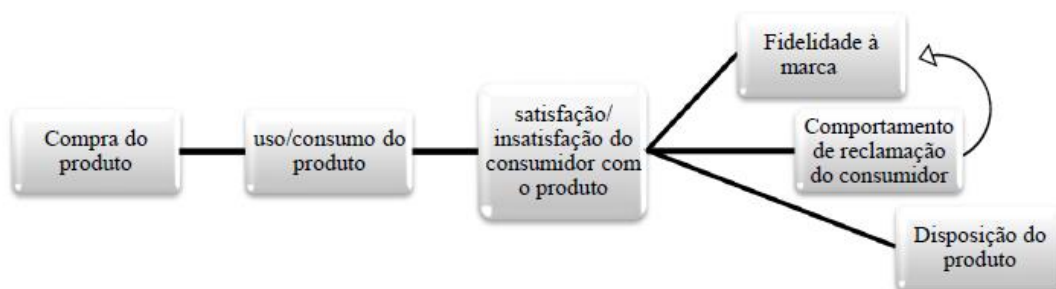 Compra do
produto
uso/consumo do
produto
satisfação/
insatisfação do
consumidor com
o produto
Fidelidade à
marca
Comportamento
de reclamação
do consumidor
Disposição do
produto